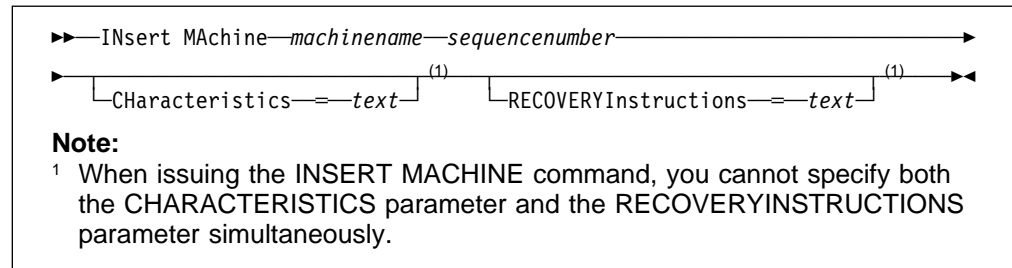 ►►──INsert MAchine──machinename──sequencenumber──►
►──CHaracteristics──=──text──(1)──RECOVERYInstructions──=──text──(1)──►◄
Note:
1 When issuing the INSERT MACHINE command, you cannot specify both
the CHARACTERISTICS parameter and the RECOVERYINSTRUCTIONS
parameter simultaneously.